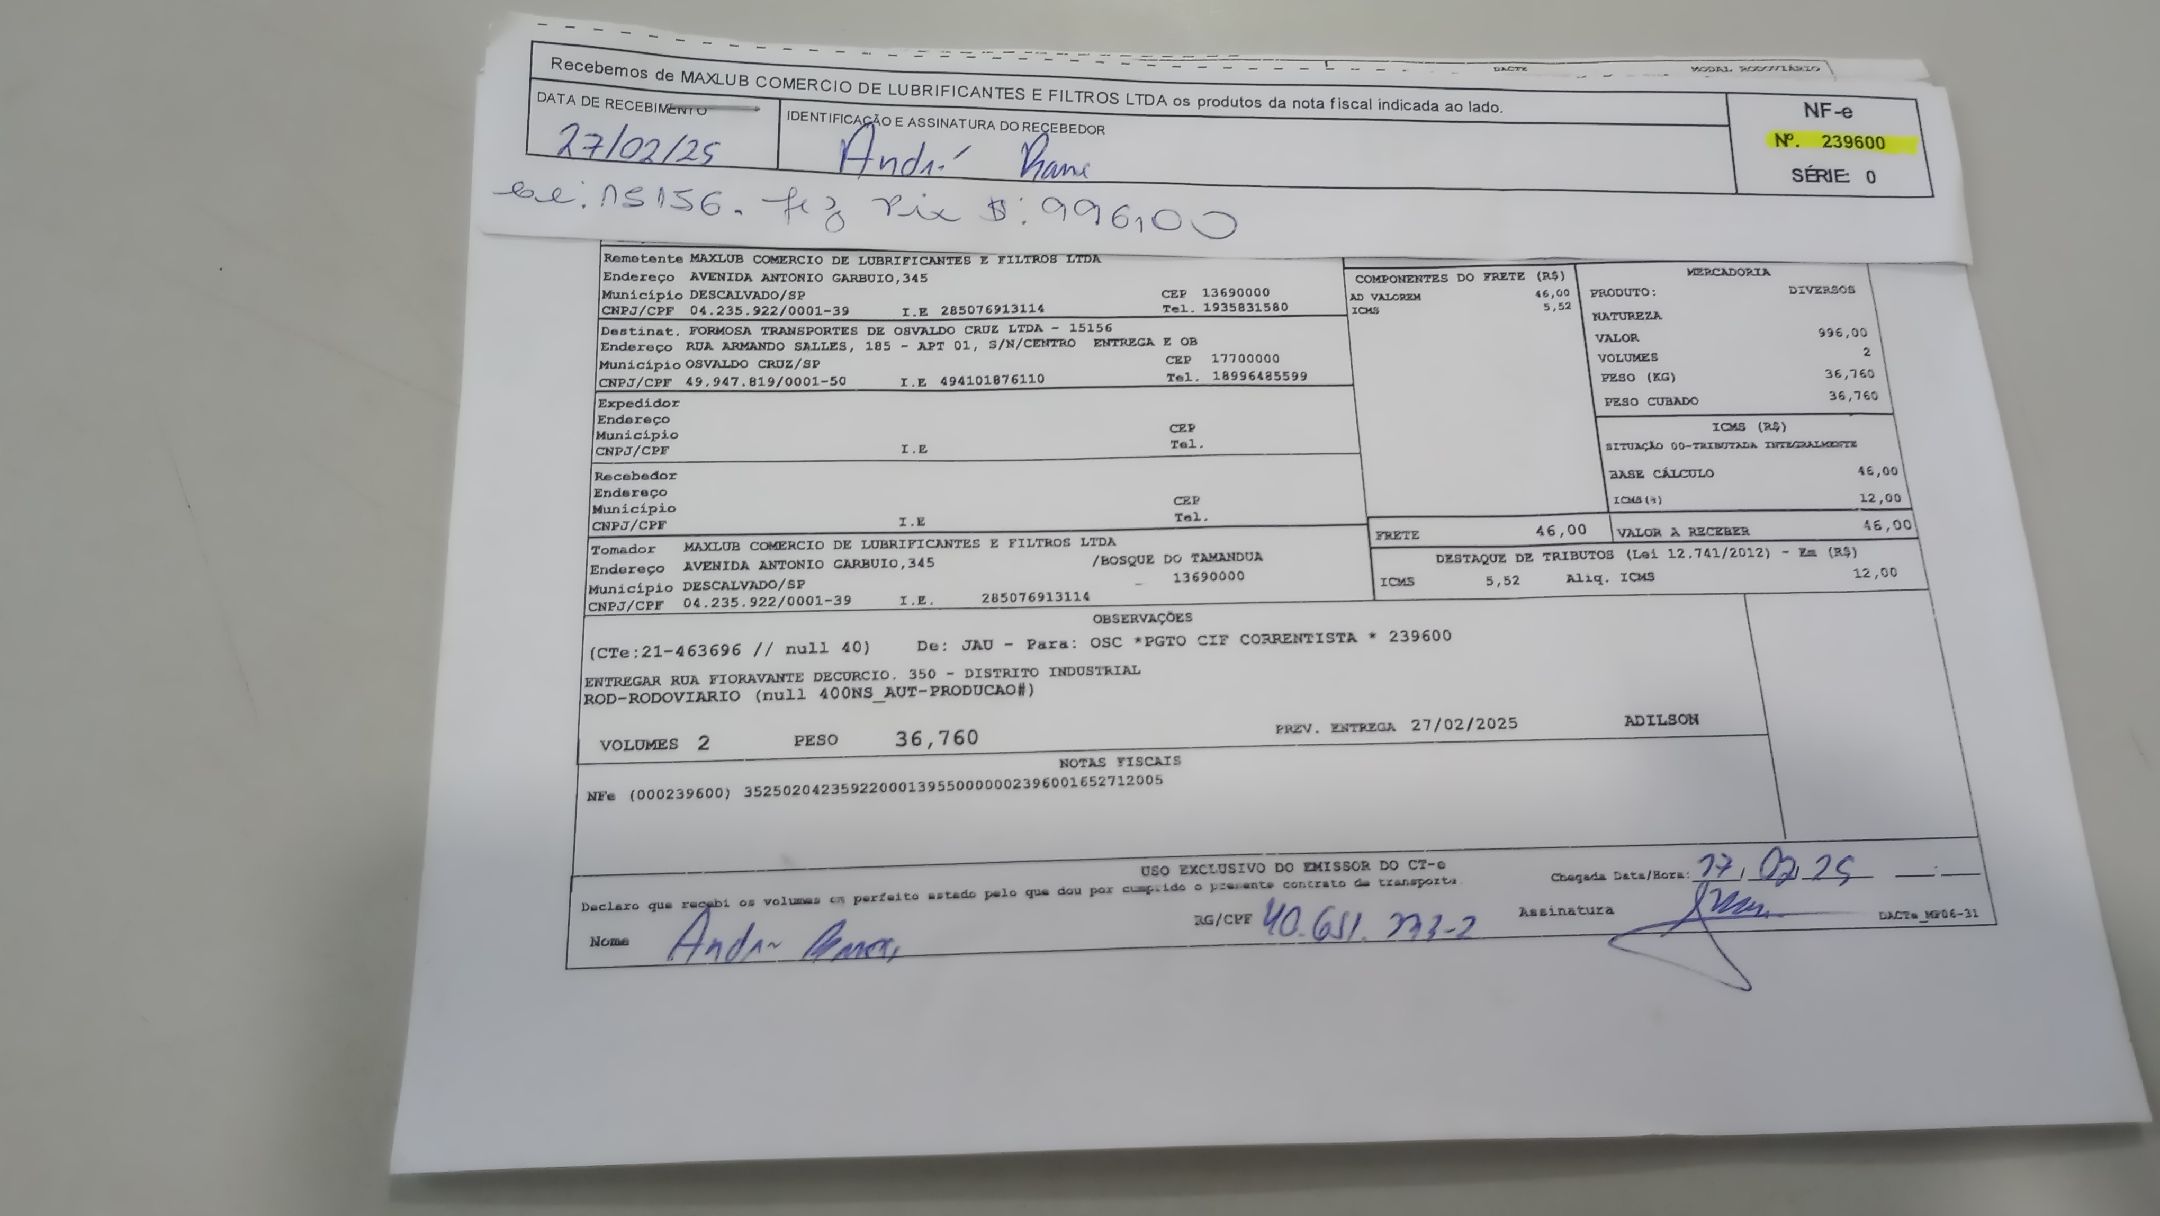 DACTE MODAL RODOVIÁRIO
Recebemos de MAXLUB COMERCIO DE LUBRIFICANTES E FILTROS LTDA os produtos da nota fiscal indicada ao lado.
DATA DE RECEBIMENTO
27/02/25
IDENTIFICAÇÃO E ASSINATURA DO RECEBEDOR
André
NF-e
Nº. 239600
SÉRIE: 0
15156. fez Pix $: 996,00
Remetente MAXLUB COMERCIO DE LUBRIFICANTES E FILTROS LTDA
Endereço AVENIDA ANTONIO GARBUIO,345
Município DESCALVADO/SP CEP 13690000
CNPJ/CPF 04.235.922/0001-39 I.E 285076913114 Tel. 1935831580
Destinat. FORMOSA TRANSPORTES DE OSVALDO CRUZ LTDA - 15156
Endereço RUA ARMANDO SALLES, 185 - APT 01, S/N/CENTRO ENTREGA E OB
Município OSVALDO CRUZ/SP CEP 17700000
CNPJ/CPF 49.947.819/0001-50 I.E 494101876110 Tel. 18996485599
Expedidor
Endereço
Município CEP
CNPJ/CPF I.E Tel.
Recebedor
Endereço
Município CEP
CNPJ/CPF I.E Tel.
Tomador MAXLUB COMERCIO DE LUBRIFICANTES E FILTROS LTDA
Endereço AVENIDA ANTONIO GARBUIO,345 /BOSQUE DO TAMANDUA
Município DESCALVADO/SP 13690000
CNPJ/CPF 04.235.922/0001-39 I.E. 285076913114
COMPONENTES DO FRETE (R$)
AD VALOREM 46,00
ICMS 5,52
MERCADORIA
PRODUTO: DIVERSOS
NATUREZA
VALOR 996,00
VOLUMES 2
PESO (KG) 36,760
PESO CUBADO 36,760
ICMS (R$)
SITUAÇÃO 00-TRIBUTADA INTEGRALMENTE
BASE CÁLCULO 46,00
ICMS(%) 12,00
FRETE 46,00 VALOR A RECEBER 46,00
DESTAQUE DE TRIBUTOS (Lei 12.741/2012) - Em (R$)
ICMS 5,52 Aliq. ICMS 12,00
OBSERVAÇÕES
(CTe:21-463696 // null 40) De: JAU - Para: OSC *PGTO CIF CORRENTISTA * 239600
ENTREGAR RUA FIORAVANTE DECURCIO. 350 - DISTRITO INDUSTRIAL
ROD-RODOVIARIO (null 400NS_AUT-PRODUCAO#)
VOLUMES 2 PESO 36,760 PREV. ENTREGA 27/02/2025 ADILSON
NOTAS FISCAIS
NFe (000239600) 35250204235922000139550000002396001652712005
USO EXCLUSIVO DO EMISSOR DO CT-e
Declaro que recebi os volumes em perfeito estado pelo que dou por cumprido o presente contrato de transporte.
Chegada Data/Hora: 27/02/25 __:__
Nome André RG/CPF Assinatura
DACTe_MP06-31